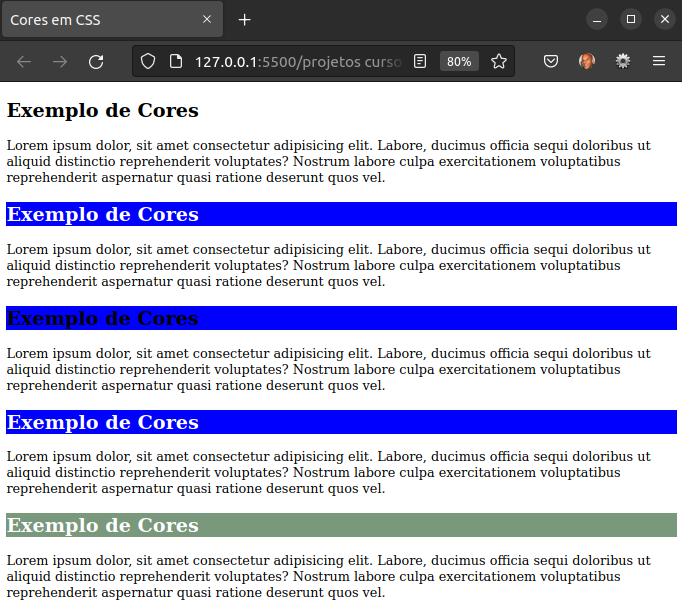 Cores em CSS
127.0.0.1:5500/projetos curso
80%
Exemplo de Cores
Lorem ipsum dolor, sit amet consectetur adipisicing elit. Labore, ducimus officia sequi doloribus ut
aliquid distinctio reprehenderit voluptates? Nostrum labore culpa exercitationem voluptatibus
reprehenderit aspernatur quasi ratione deserunt quos vel.
Exemplo de Cores
Lorem ipsum dolor, sit amet consectetur adipisicing elit. Labore, ducimus officia sequi doloribus ut
aliquid distinctio reprehenderit voluptates? Nostrum labore culpa exercitationem voluptatibus
reprehenderit aspernatur quasi ratione deserunt quos vel.
Exemplo de Cores
Lorem ipsum dolor, sit amet consectetur adipisicing elit. Labore, ducimus officia sequi doloribus ut
aliquid distinctio reprehenderit voluptates? Nostrum labore culpa exercitationem voluptatibus
reprehenderit aspernatur quasi ratione deserunt quos vel.
Exemplo de Cores
Lorem ipsum dolor, sit amet consectetur adipisicing elit. Labore, ducimus officia sequi doloribus ut
aliquid distinctio reprehenderit voluptates? Nostrum labore culpa exercitationem voluptatibus
reprehenderit aspernatur quasi ratione deserunt quos vel.
Exemplo de Cores
Lorem ipsum dolor, sit amet consectetur adipisicing elit. Labore, ducimus officia sequi doloribus ut
aliquid distinctio reprehenderit voluptates? Nostrum labore culpa exercitationem voluptatibus
reprehenderit aspernatur quasi ratione deserunt quos vel.